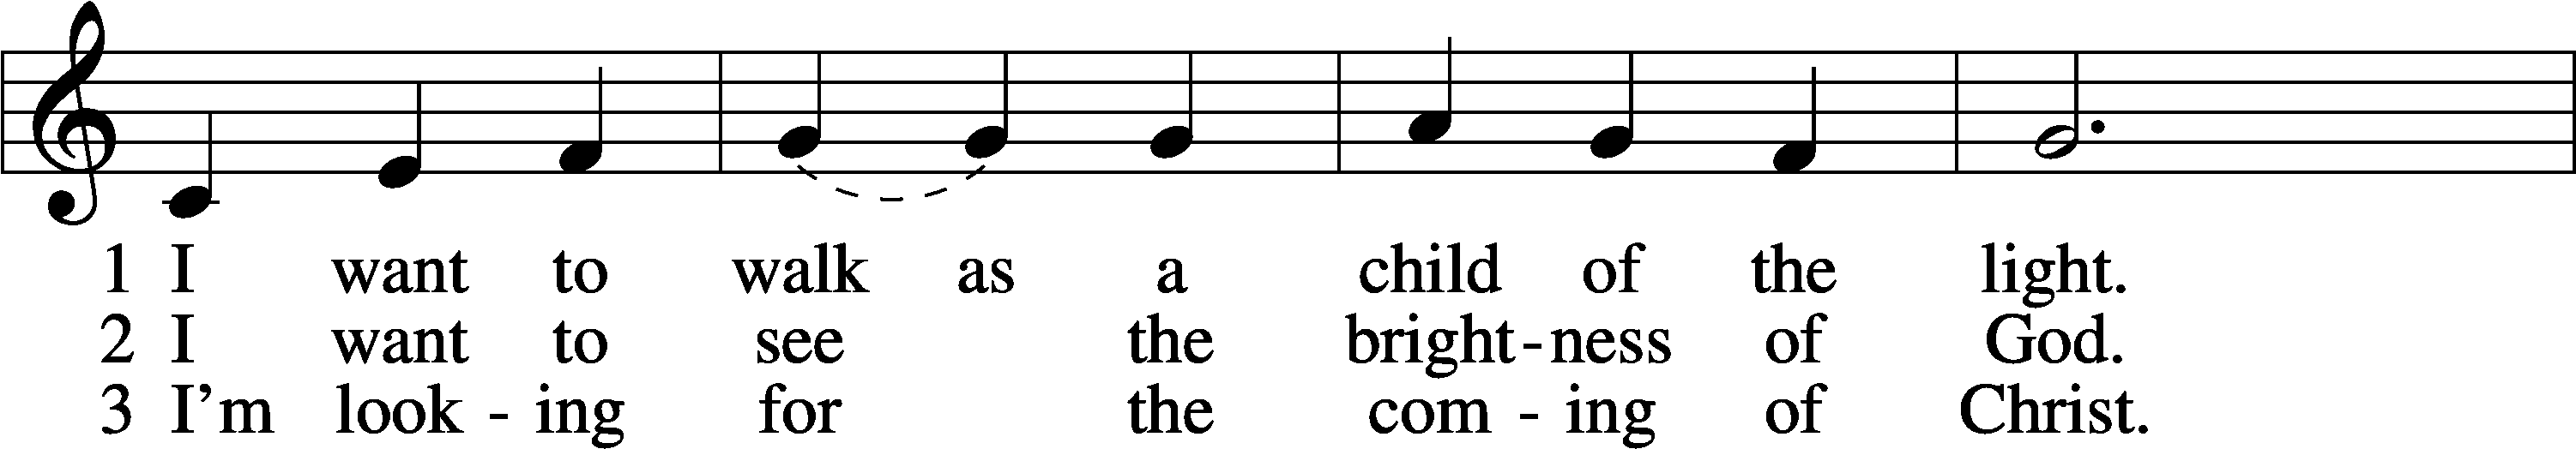 1 I want to walk as a child of the light.
2 I want to see the bright-ness of God.
3 I'm look-ing for the com-ing of Christ.